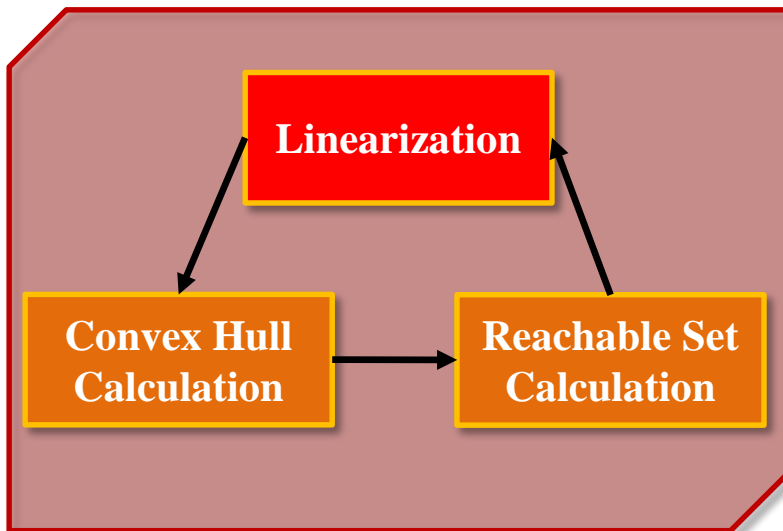 Linearization
Convex Hull
Calculation
Reachable Set
Calculation